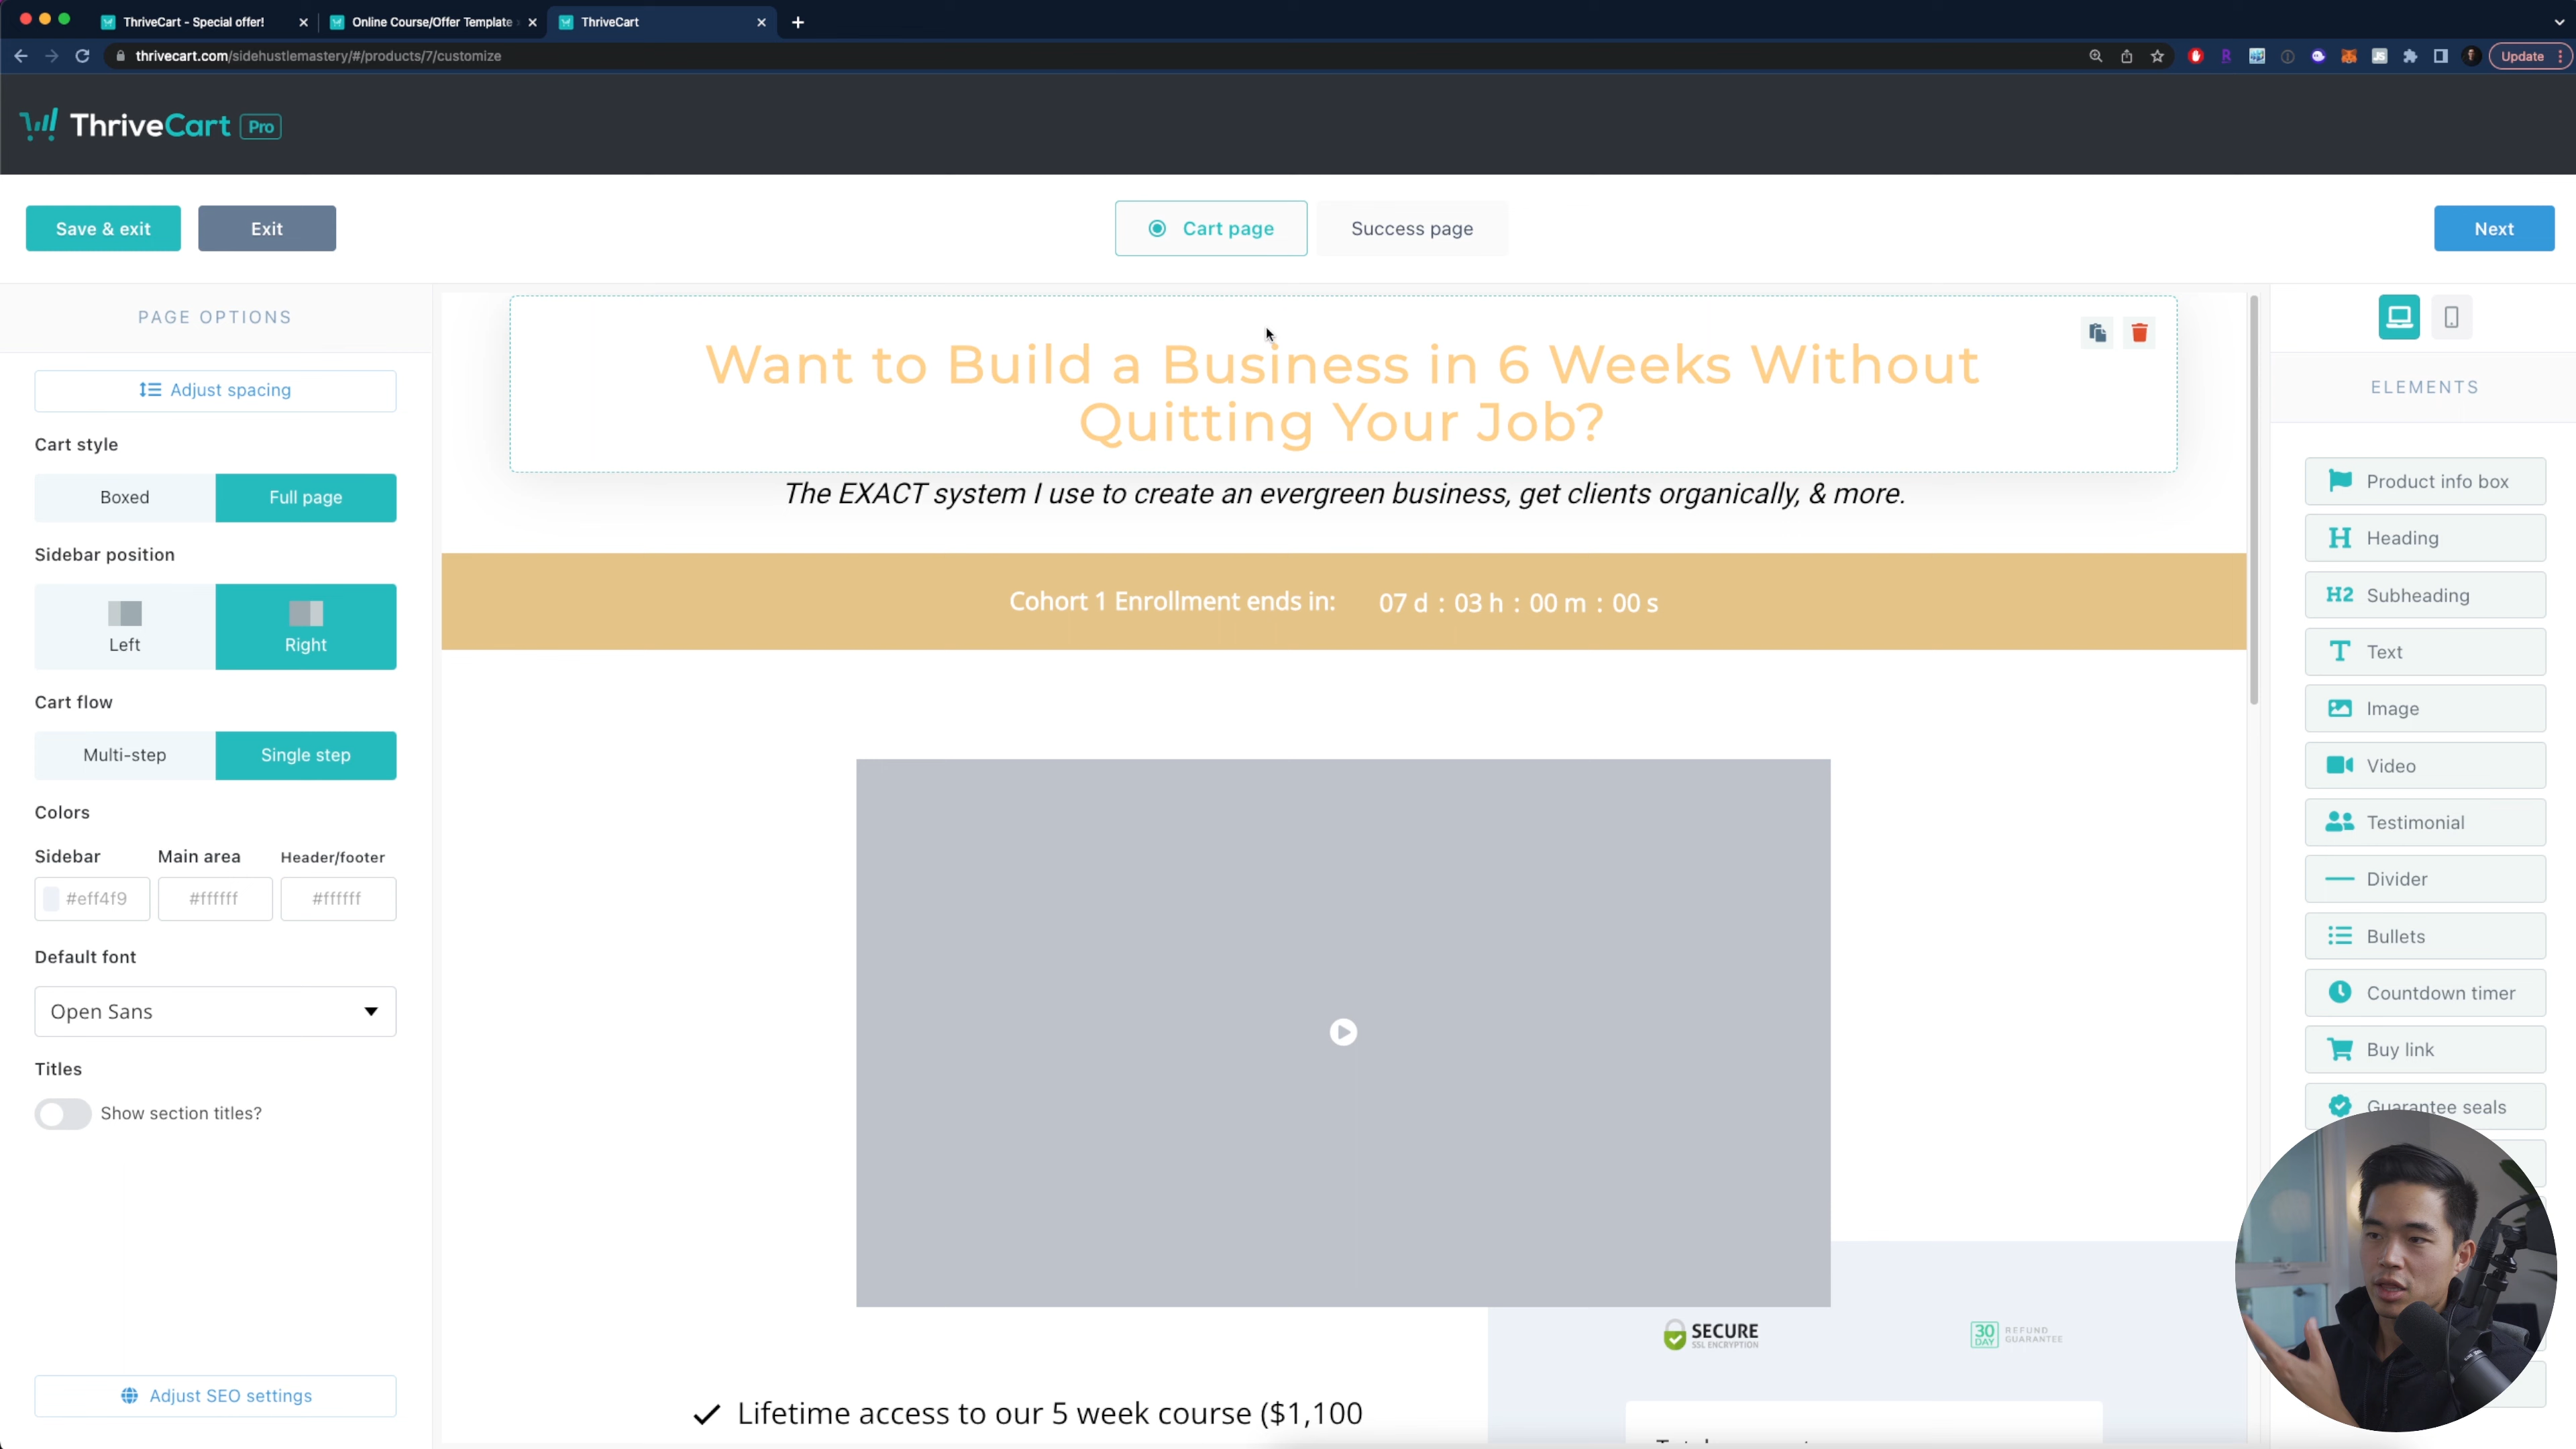 ThriveCart - Special offer!
Online Course/Offer Template
ThriveCart
thrivecart.com/sidehustlemastery/#/products/7/customize
Update
ThriveCart Pro
Save & exit
Exit
Cart page
Success page
Next
PAGE OPTIONS
Adjust spacing
Cart style
Boxed
Full page
Sidebar position
Left
Right
Cart flow
Multi-step
Single step
Colors
Sidebar
Main area
Header/footer
#eff4f9
#ffffff
#ffffff
Default font
Open Sans
Titles
Show section titles?
Adjust SEO settings
Want to Build a Business in 6 Weeks Without
Quitting Your Job?
The EXACT system I use to create an evergreen business, get clients organically, & more.
Cohort 1 Enrollment ends in: 07 d : 03 h : 00 m : 00 s
SECURE
SSL ENCRYPTION
30 DAY
REFUND
GUARANTEE
Lifetime access to our 5 week course ($1,100
ELEMENTS
Product info box
H Heading
H2 Subheading
T Text
Image
Video
Testimonial
Divider
Bullets
Countdown timer
Buy link
Guarantee seals